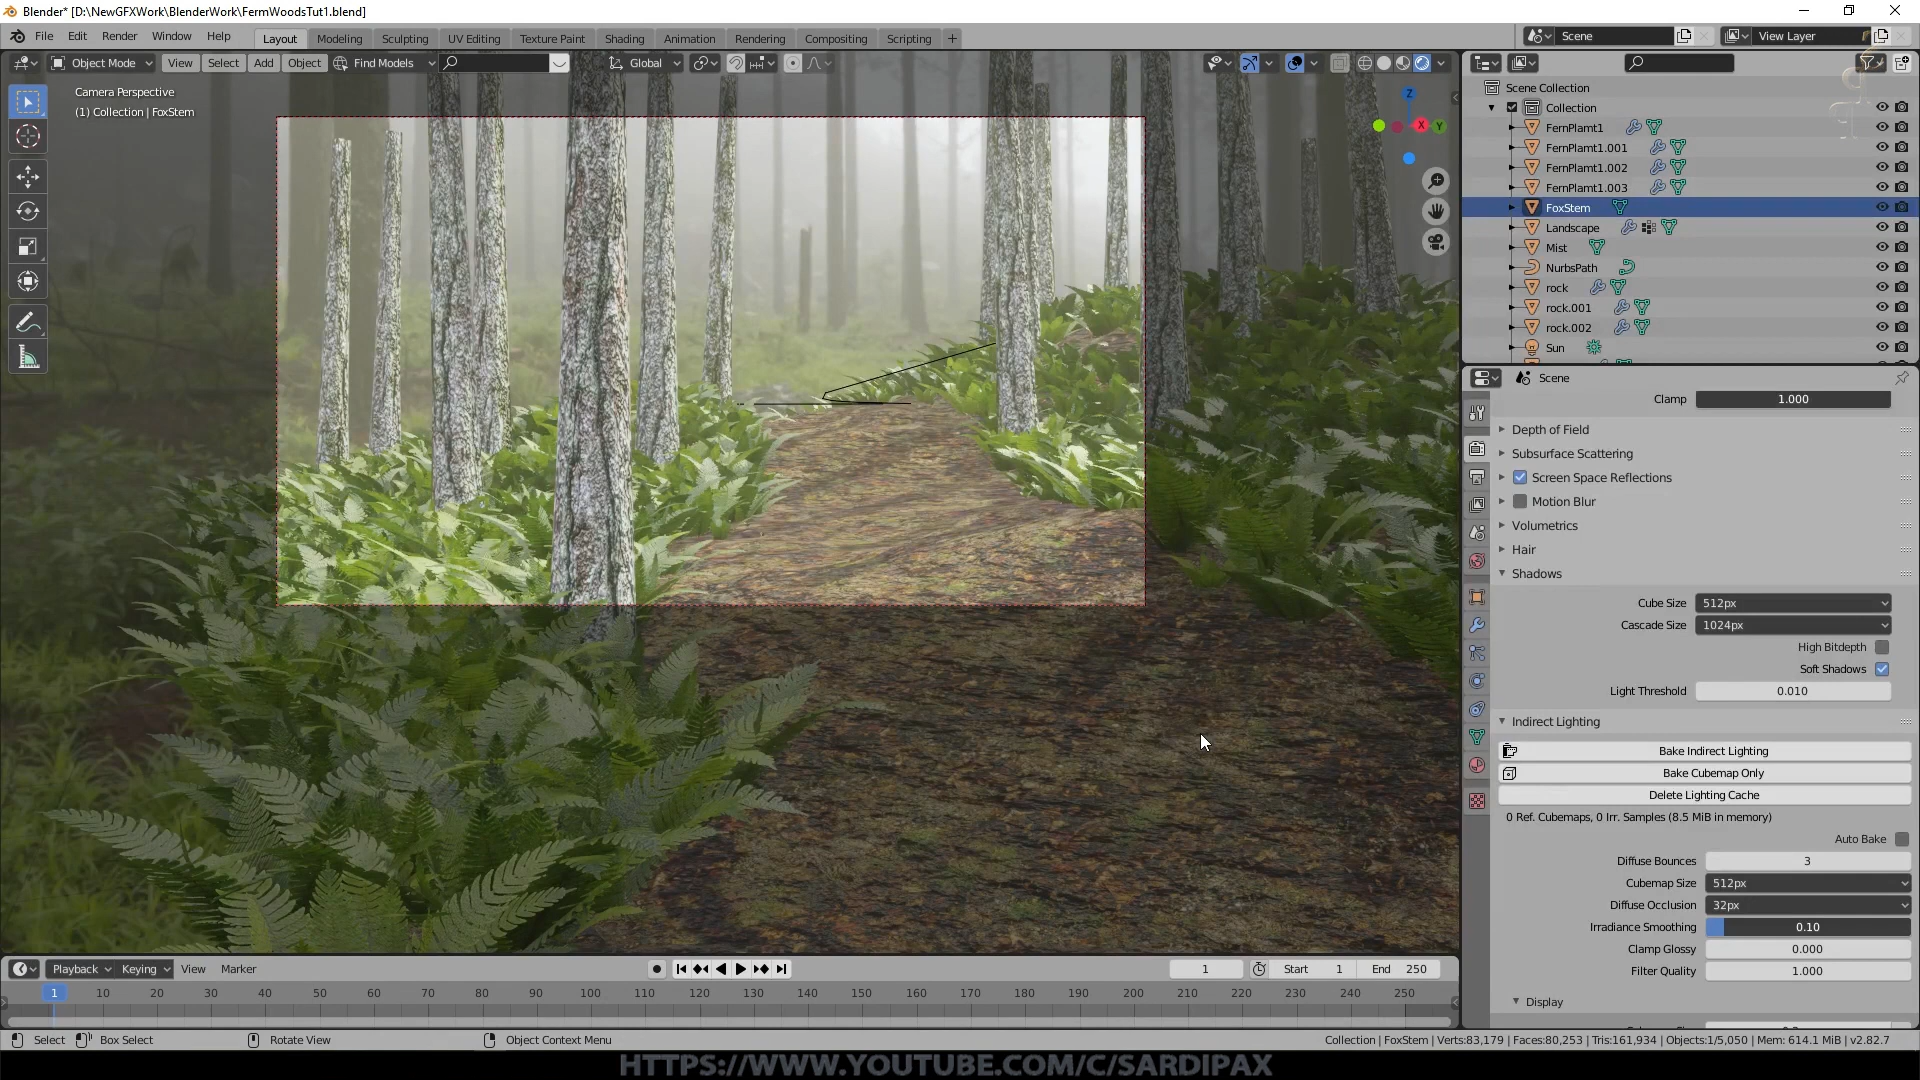 Blender* [D:\NewGFXWork\BlenderWork\FermWoodsTut1.blend]
File Edit Render Window Help
Layout Modeling Sculpting UV Editing Texture Paint Shading Animation Rendering Compositing Scripting +
Scene View Layer
Object Mode View Select Add Object Find Models Global
Camera Perspective
(1) Collection | FoxStem
Z
X
Y
Scene Collection
Collection
FernPlamt1
FernPlamt1.001
FernPlamt1.002
FernPlamt1.003
FoxStem
Landscape
Mist
NurbsPath
rock
rock.001
rock.002
Sun
Scene
Clamp 1.000
Depth of Field
Subsurface Scattering
Screen Space Reflections
Motion Blur
Volumetrics
Hair
Shadows
Cube Size 512px
Cascade Size 1024px
High Bitdepth
Soft Shadows
Light Threshold 0.010
Indirect Lighting
Bake Indirect Lighting
Bake Cubemap Only
Delete Lighting Cache
0 Ref. Cubemaps, 0 Irr. Samples (8.5 MiB in memory)
Auto Bake
Diffuse Bounces 3
Cubemap Size 512px
Diffuse Occlusion 32px
Irradiance Smoothing 0.10
Clamp Glossy 0.000
Filter Quality 1.000
Display
Playback Keying View Marker 1 Start 1 End 250
1 10 20 30 40 50 60 70 80 90 100 110 120 130 140 150 160 170 180 190 200 210 220 230 240 250
Select Box Select Rotate View Object Context Menu
Collection | FoxStem | Verts:83,179 | Faces:80,253 | Tris:161,934 | Objects:1/5,050 | Mem: 614.1 MiB | v2.82.7
HTTPS://WWW.YOUTUBE.COM/C/SARDIPAX